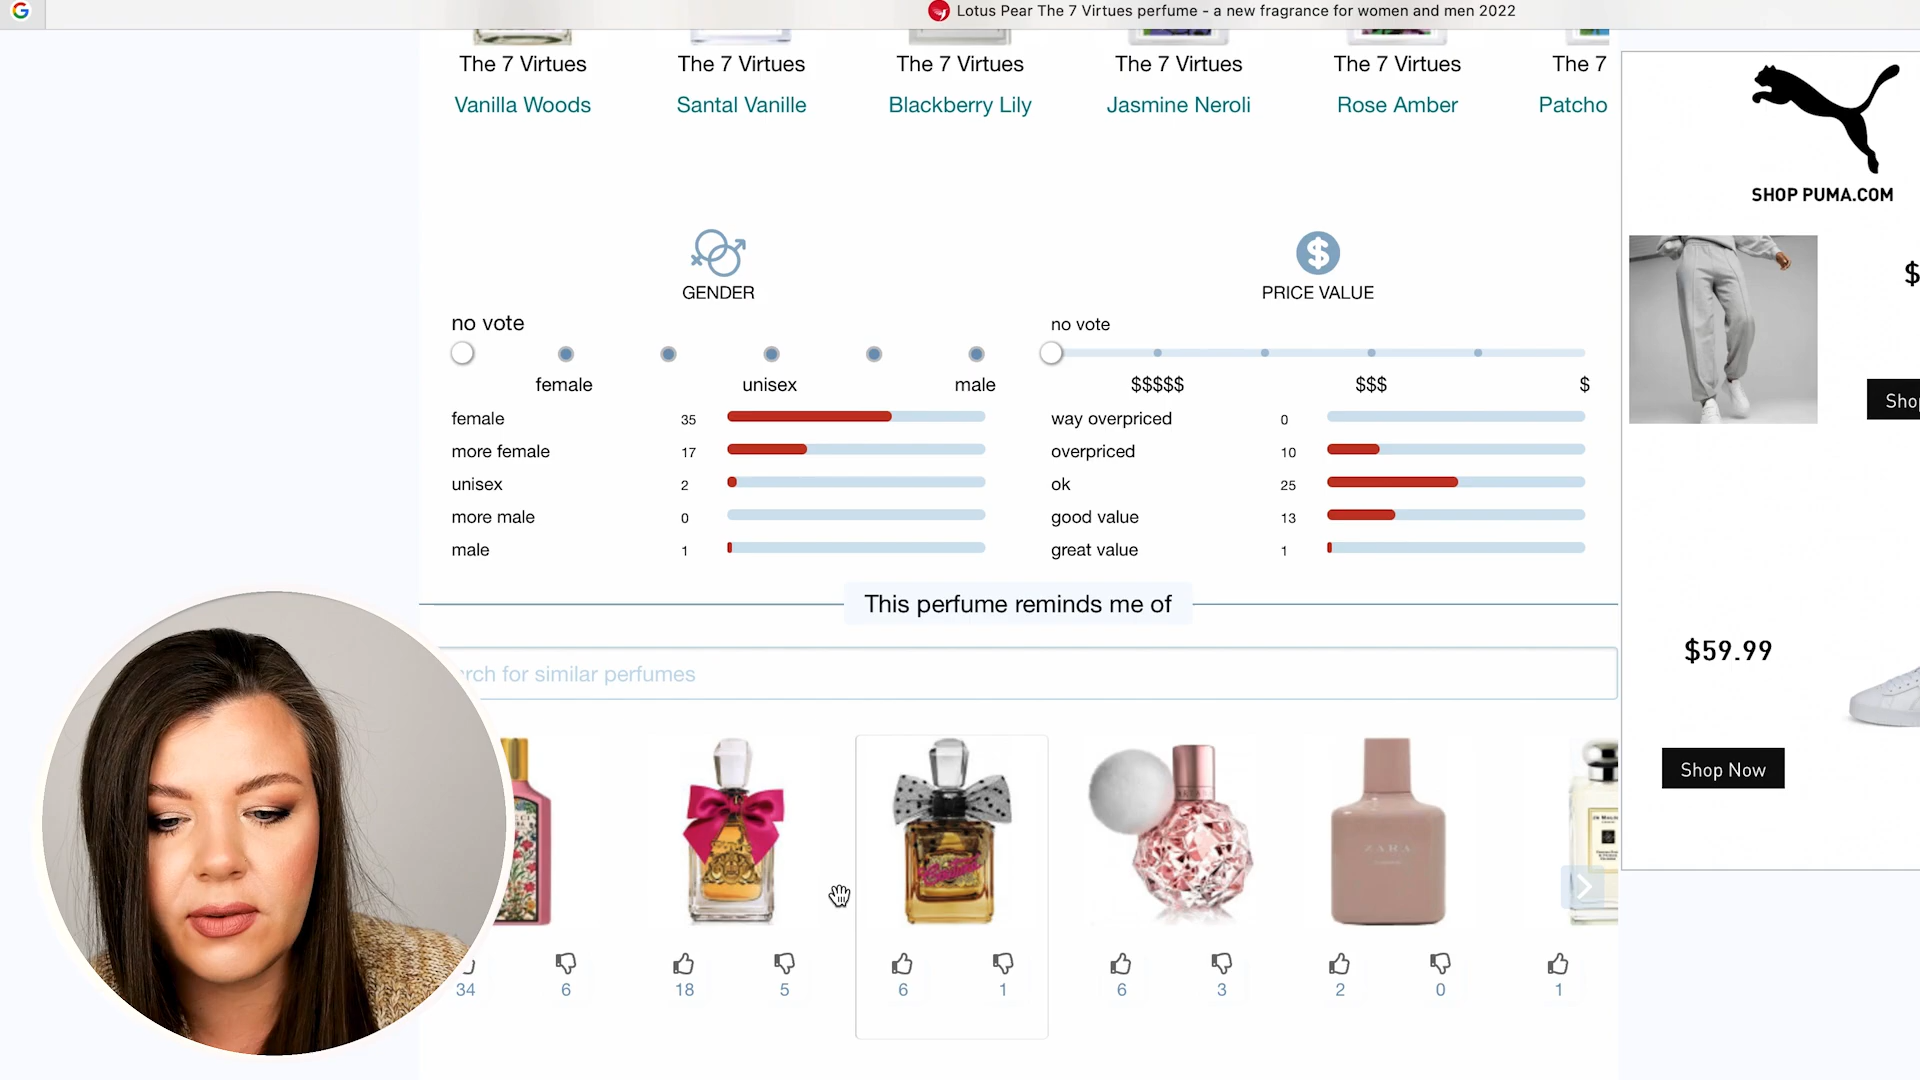 Lotus Pear The 7 Virtues perfume - a new fragrance for women and men 2022
The 7 Virtues
The 7 Virtues
The 7 Virtues
The 7 Virtues
The 7 Virtues
The 7
Vanilla Woods
Santal Vanille
Blackberry Lily
Jasmine Neroli
Rose Amber
Patcho
SHOP PUMA.COM
$
GENDER
PRICE VALUE
no vote
no vote
female
unisex
male
$$$$$
$$$
$
female 35
more female 17
unisex 2
more male 0
male 1
way overpriced 0
overpriced 10
ok 25
good value 13
great value 1
$
Shop
This perfume reminds me of
rch for similar perfumes
$59.99
Shop Now
ZARA
34
6
18
5
6
1
6
3
2
0
1